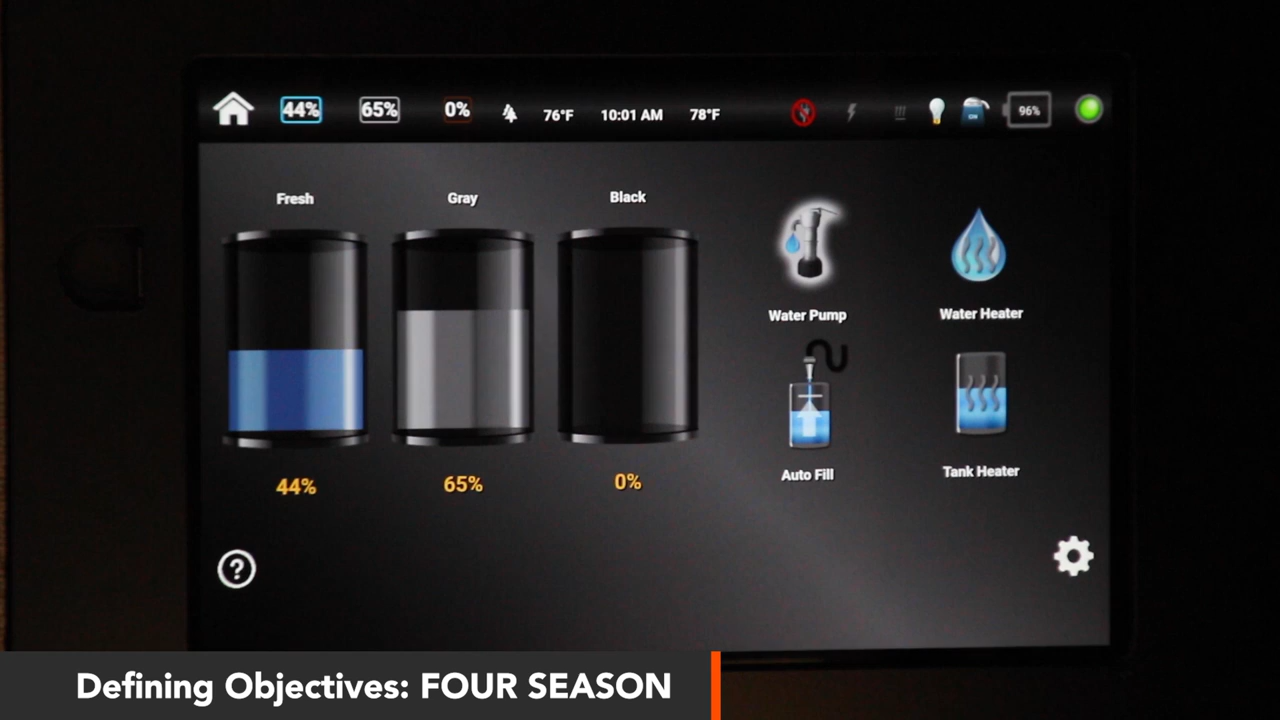 44% 65% 0% 76°F 10:01 AM 78°F ON 96%
Fresh Gray Black
Water Pump Water Heater
Auto Fill Tank Heater
44% 65% 0%
?
Defining Objectives: FOUR SEASON